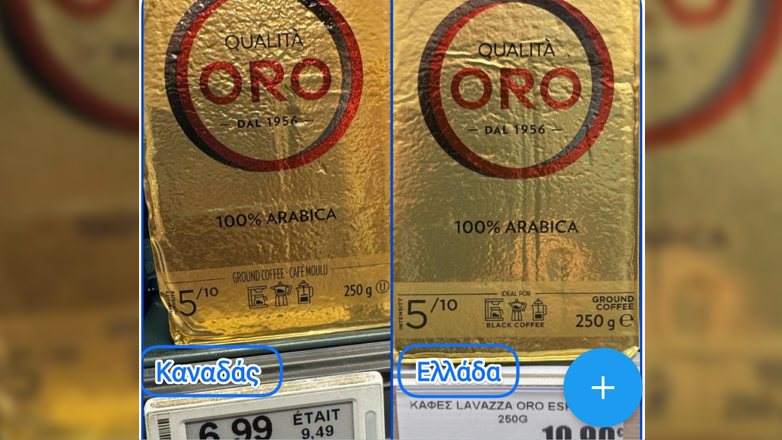 QUALITÀ
ORO
DAL 1956
100% ARABICA
GROUND COFFEE · CAFÉ MOULU
INTENSITY
5/10
250 g
Καναδάς
6.99
ÉTAIT
9,49
QUALITÀ
ORO
DAL 1956
100% ARABICA
INTENSITY
5/10
IDEAL FOR
BLACK COFFEE
GROUND
COFFEE
250 g e
Ελλάδα
ΚΑΦΕΣ LAVAZZA ORO
250G